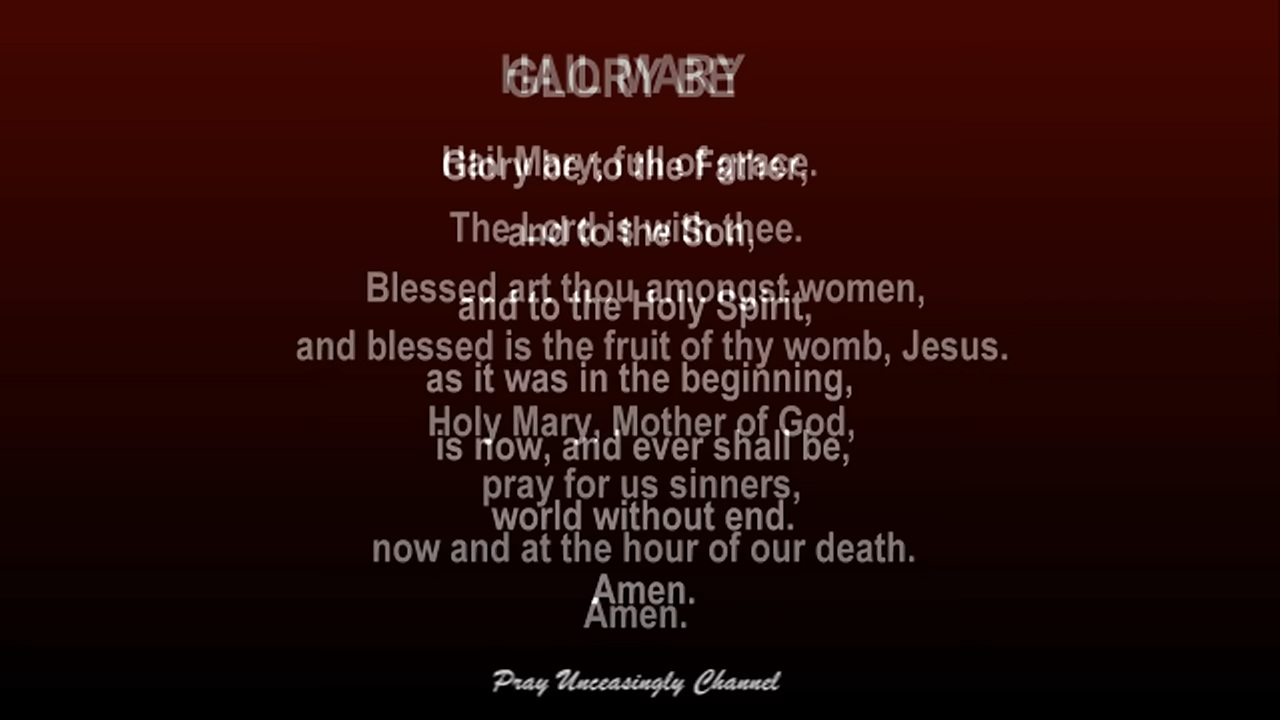 HAIL MARY
GLORY BE
Hail Mary, full of grace.
Glory be to the Father,
The Lord is with thee.
and to the Son,
Blessed art thou amongst women,
and to the Holy Spirit,
and blessed is the fruit of thy womb, Jesus.
as it was in the beginning,
Holy Mary, Mother of God,
is now, and ever shall be,
pray for us sinners,
world without end.
now and at the hour of our death.
Amen.
Amen.
Pray Unceasingly Channel